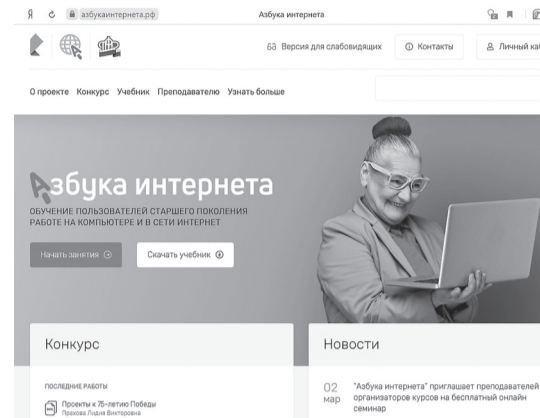 азбукаинтернета.рф
Азбука интернета
Версия для слабовидящих
Контакты
Личный
О проекте Конкурс Учебник Преподавателю Узнать больше
Азбука интернета
ОБУЧЕНИЕ ПОЛЬЗОВАТЕЛЕЙ СТАРШЕГО ПОКОЛЕНИЯ
РАБОТЕ НА КОМПЬЮТЕРЕ И В СЕТИ ИНТЕРНЕТ
Начать занятия
Скачать учебник
Конкурс
ПОСЛЕДНИЕ РАБОТЫ
Проекты к 75-летию Победы
Прахова Лидия Викторовна
Новости
02
мар
"Азбука интернета" приглашает преподавателей
организаторов курсов на бесплатный онлайн
семинар